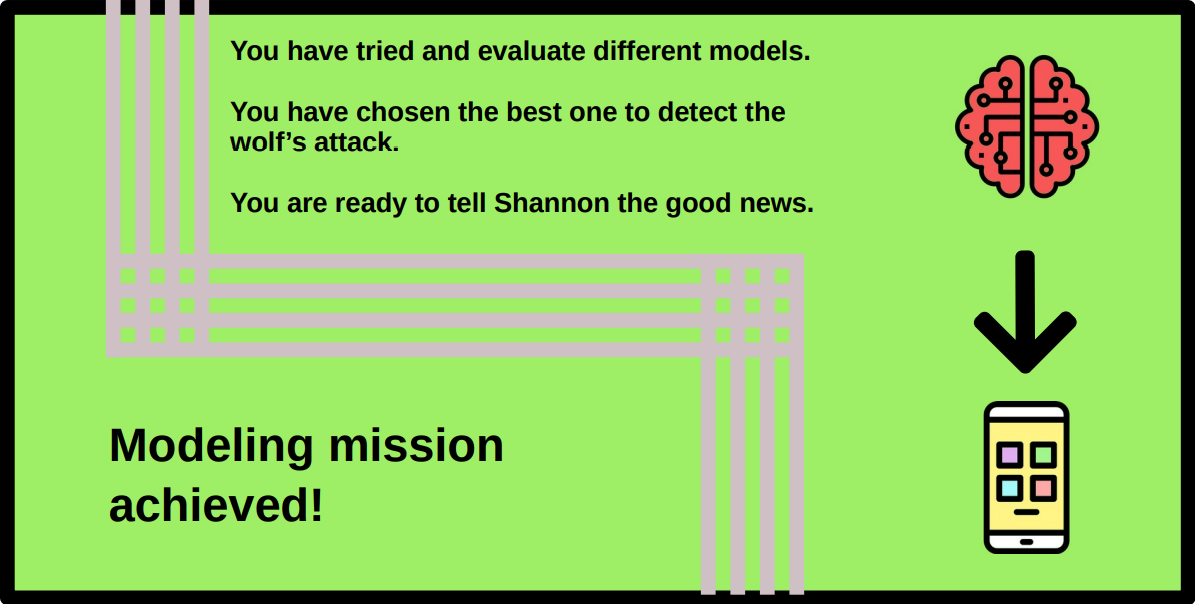 You have tried and evaluate different models.
You have chosen the best one to detect the
wolf’s attack.
You are ready to tell Shannon the good news.
Modeling mission
achieved!